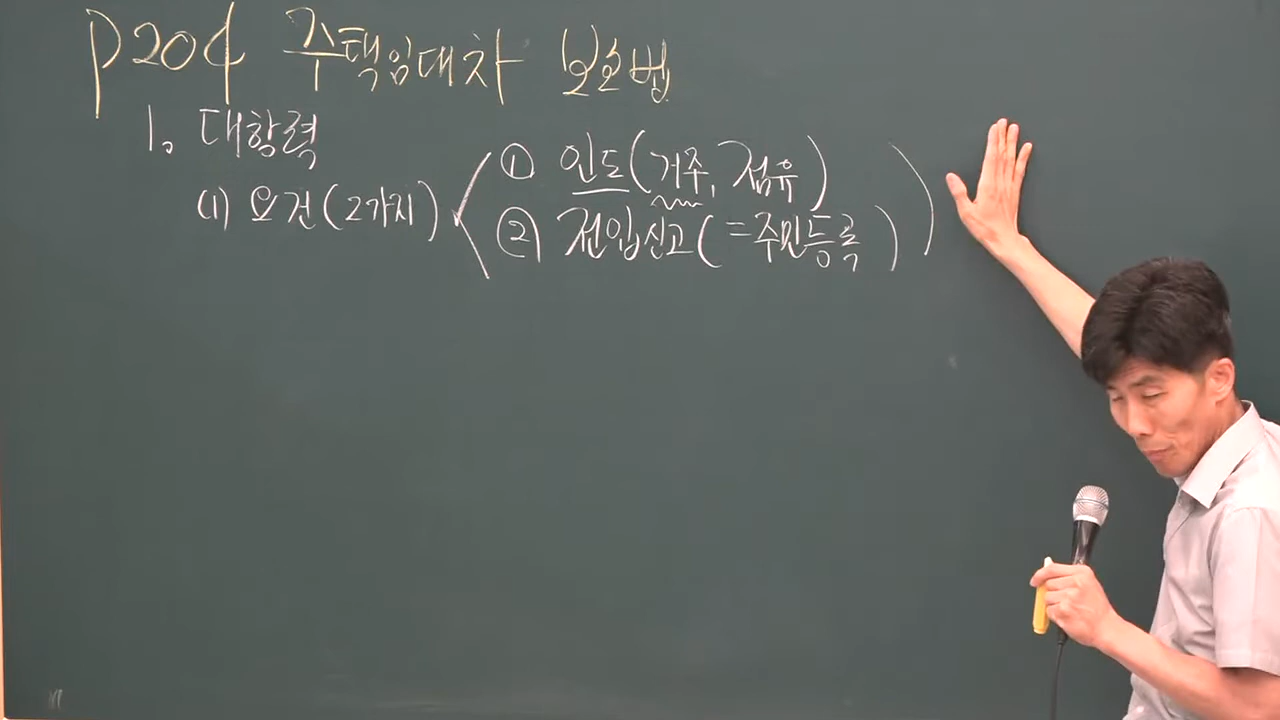 P204 주택임대차 보호법
1. 대항력
(1) 요건(2가지)
① 인도(거주, 점유)
② 전입신고(=주민등록)